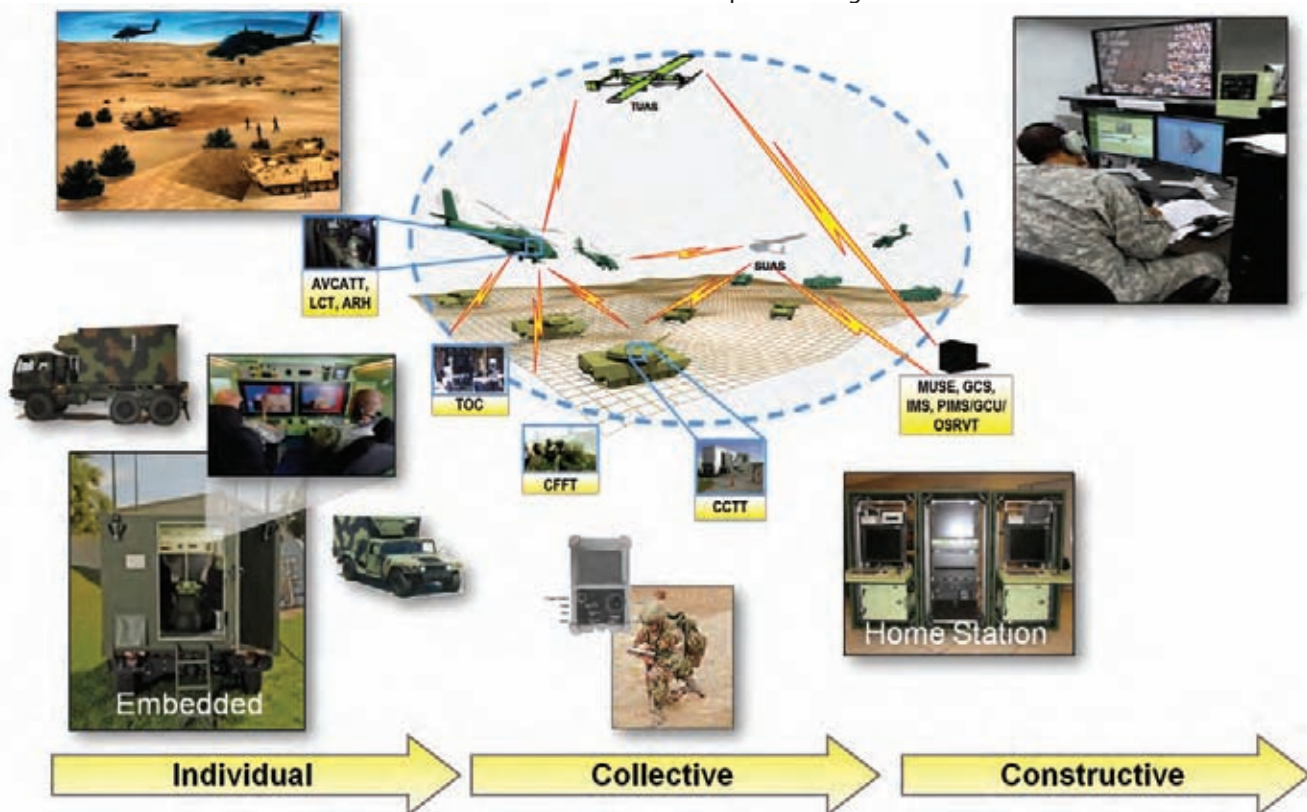 TUAS
SUAS
AVCATT,
LCT, ARH
TOC
CFFT
CCTT
MUSE, GCS,
IMS, PIMS/GCU/
OSRVT
Embedded
Home Station
Individual
Collective
Constructive